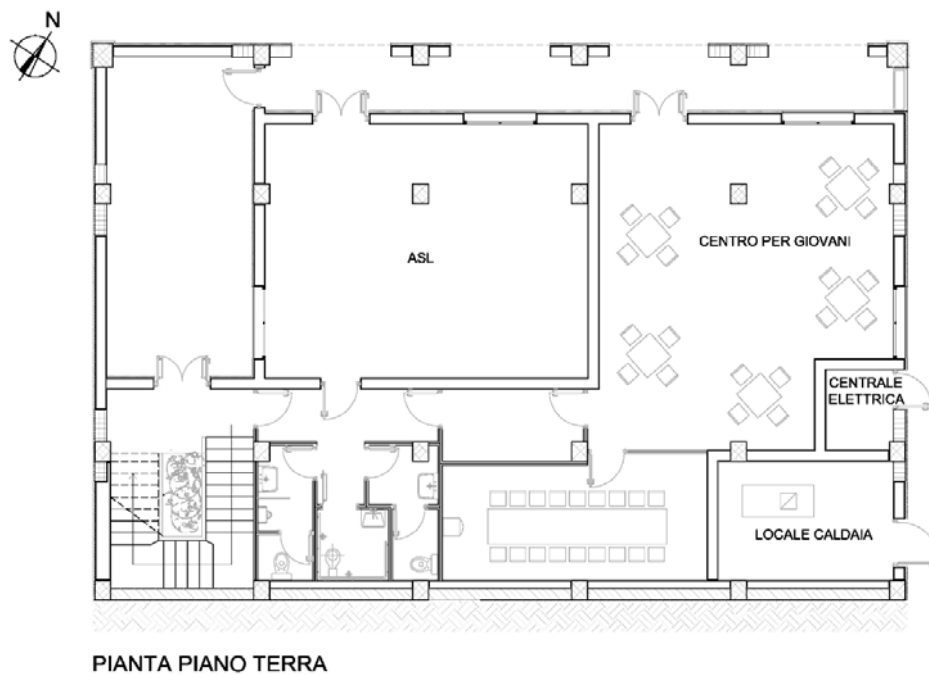 N
CENTRO PER GIOVANI
ASL
CENTRALE
ELETTRICA
LOCALE CALDAIA
PIANTA PIANO TERRA